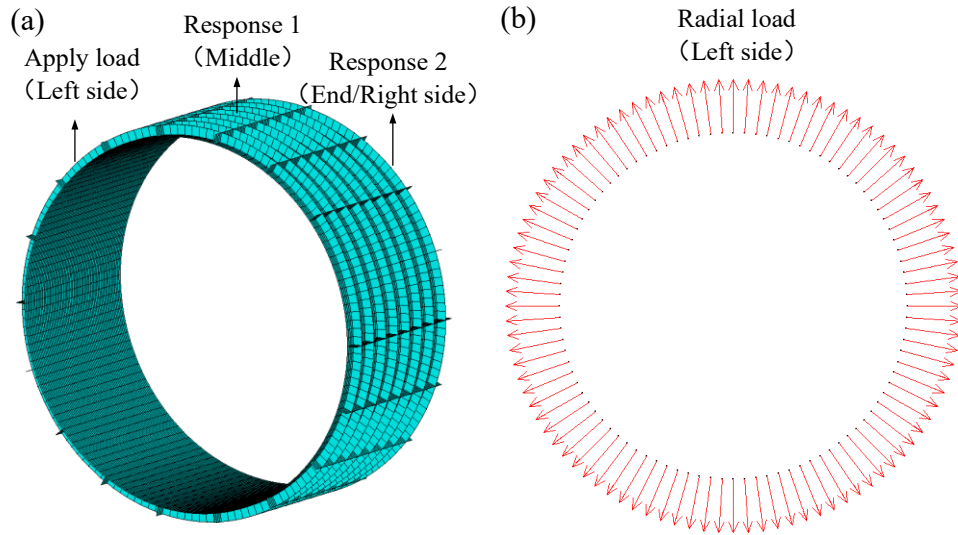 (a)
Apply load
（Left side）
Response 1
（Middle）
Response 2
（End/Right side）
(b)
Radial load
（Left side）